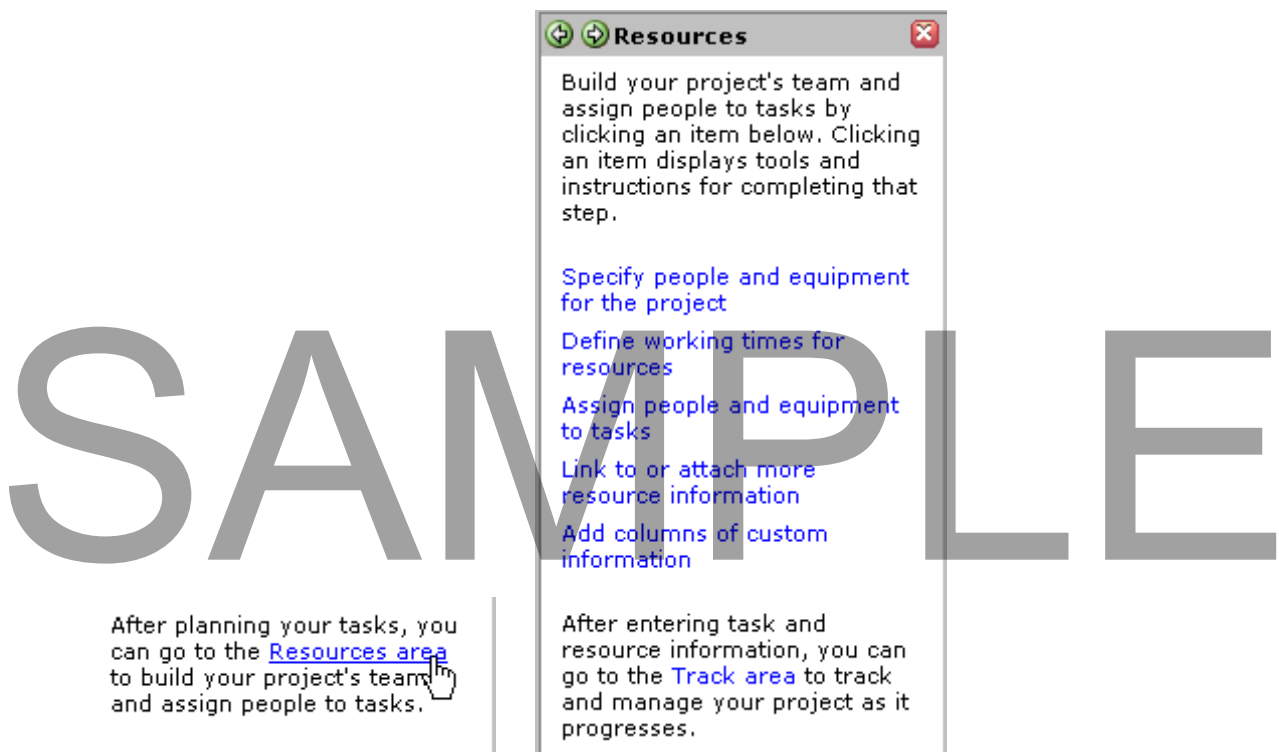 Resources
Build your project's team and
assign people to tasks by
clicking an item below. Clicking
an item displays tools and
instructions for completing that
step.
Specify people and equipment
for the project
Define working times for
resources
Assign people and equipment
to tasks
Link to or attach more
resource information
Add columns of custom
information
After entering task and
resource information, you can
go to the Track area to track
and manage your project as it
progresses.
After planning your tasks, you
can go to the Resources area
to build your project's team
and assign people to tasks.
SAMPLE